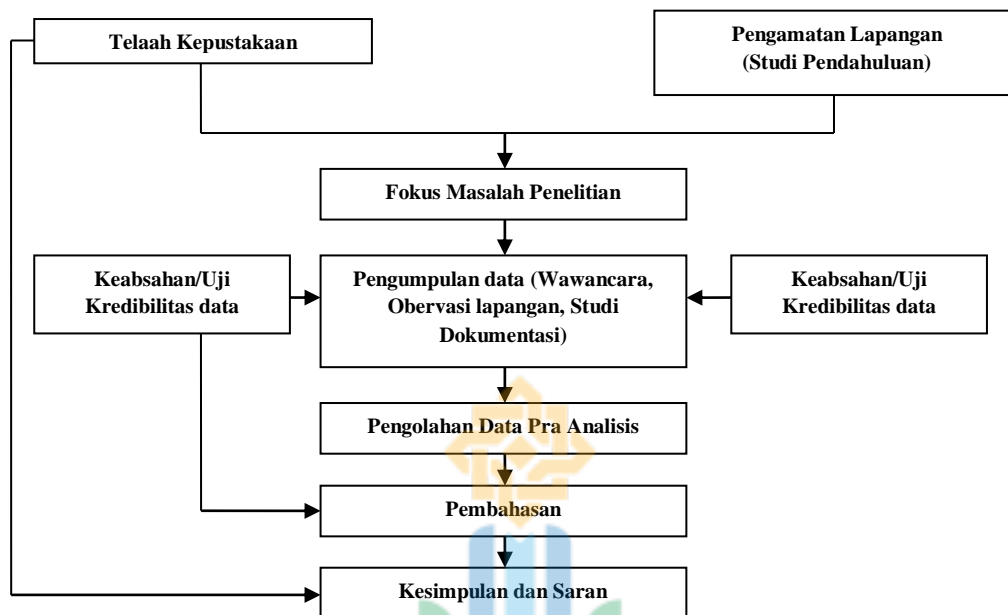 Telaah Kepustakaan
Pengamatan Lapangan
(Studi Pendahuluan)
Fokus Masalah Penelitian
Keabsahan/Uji
Kredibilitas data
Pengumpulan data (Wawancara,
Obervasi lapangan, Studi
Dokumentasi)
Keabsahan/Uji
Kredibilitas data
Pengolahan Data Pra Analisis
Pembahasan
Kesimpulan dan Saran